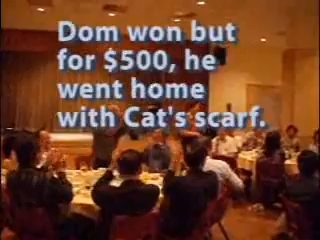 Dom won but
for $500, he
went home
with Cat's scarf.